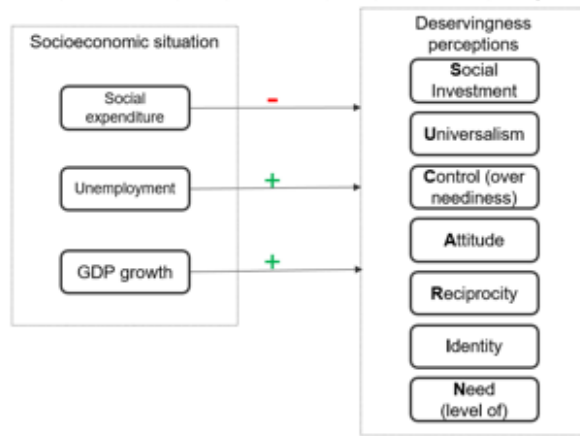 Socioeconomic situation
Social
expenditure
-
Unemployment
+
GDP growth
+
Deservingness
perceptions
Social
Investment
Universalism
Control (over
neediness)
Attitude
Reciprocity
Identity
Need
(level of)